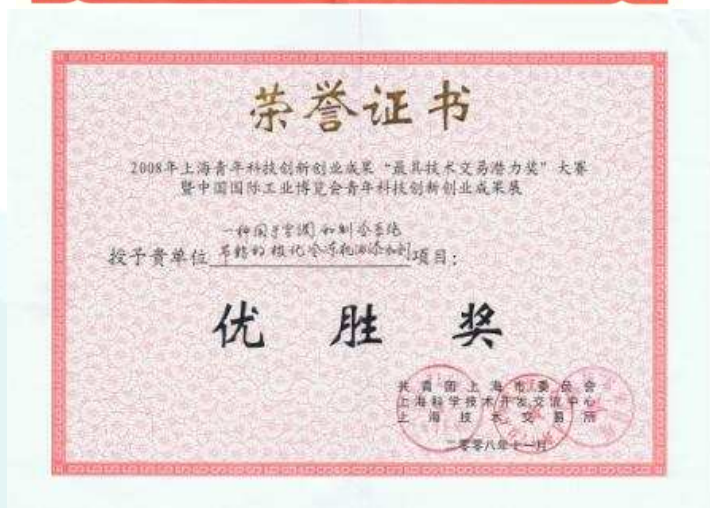 荣誉证书
2008年上海青年科技创新创业成果“最具技术交易潜力奖”大赛
暨中国国际工业博览会青年科技创新创业成果展
一种用于空调和制冷系统
授予贵单位 节能的极化冷冻机油添加剂 项目：
优胜奖
共青团上海市委员会
上海科学技术开发交流中心
上海技术交易所
二零零八年十一月